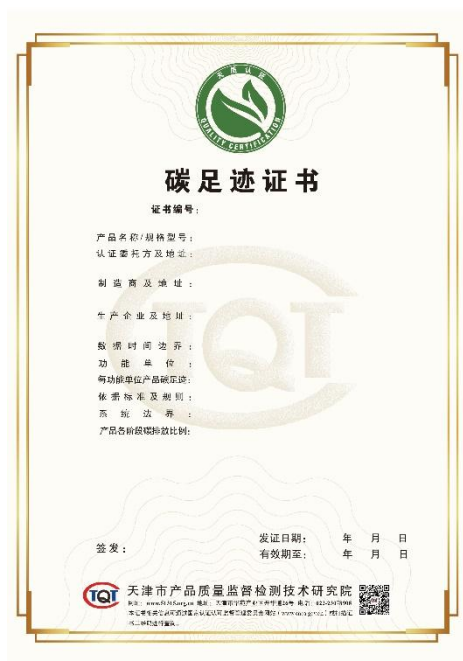 QUALITY CERTIFICATION
碳足迹证书
证书编号：
产品名称/规格型号：
认证委托方及地址：
制造商及地址：
生产企业及地址：
数据时间边界：
功能单位：
每功能单位产品碳足迹：
依据标准及规则：
系统边界：
产品各阶段碳排放比例：
签发：
发证日期： 年 月 日
有效期至： 年 月 日
TQT
天津市产品质量监督检测技术研究院